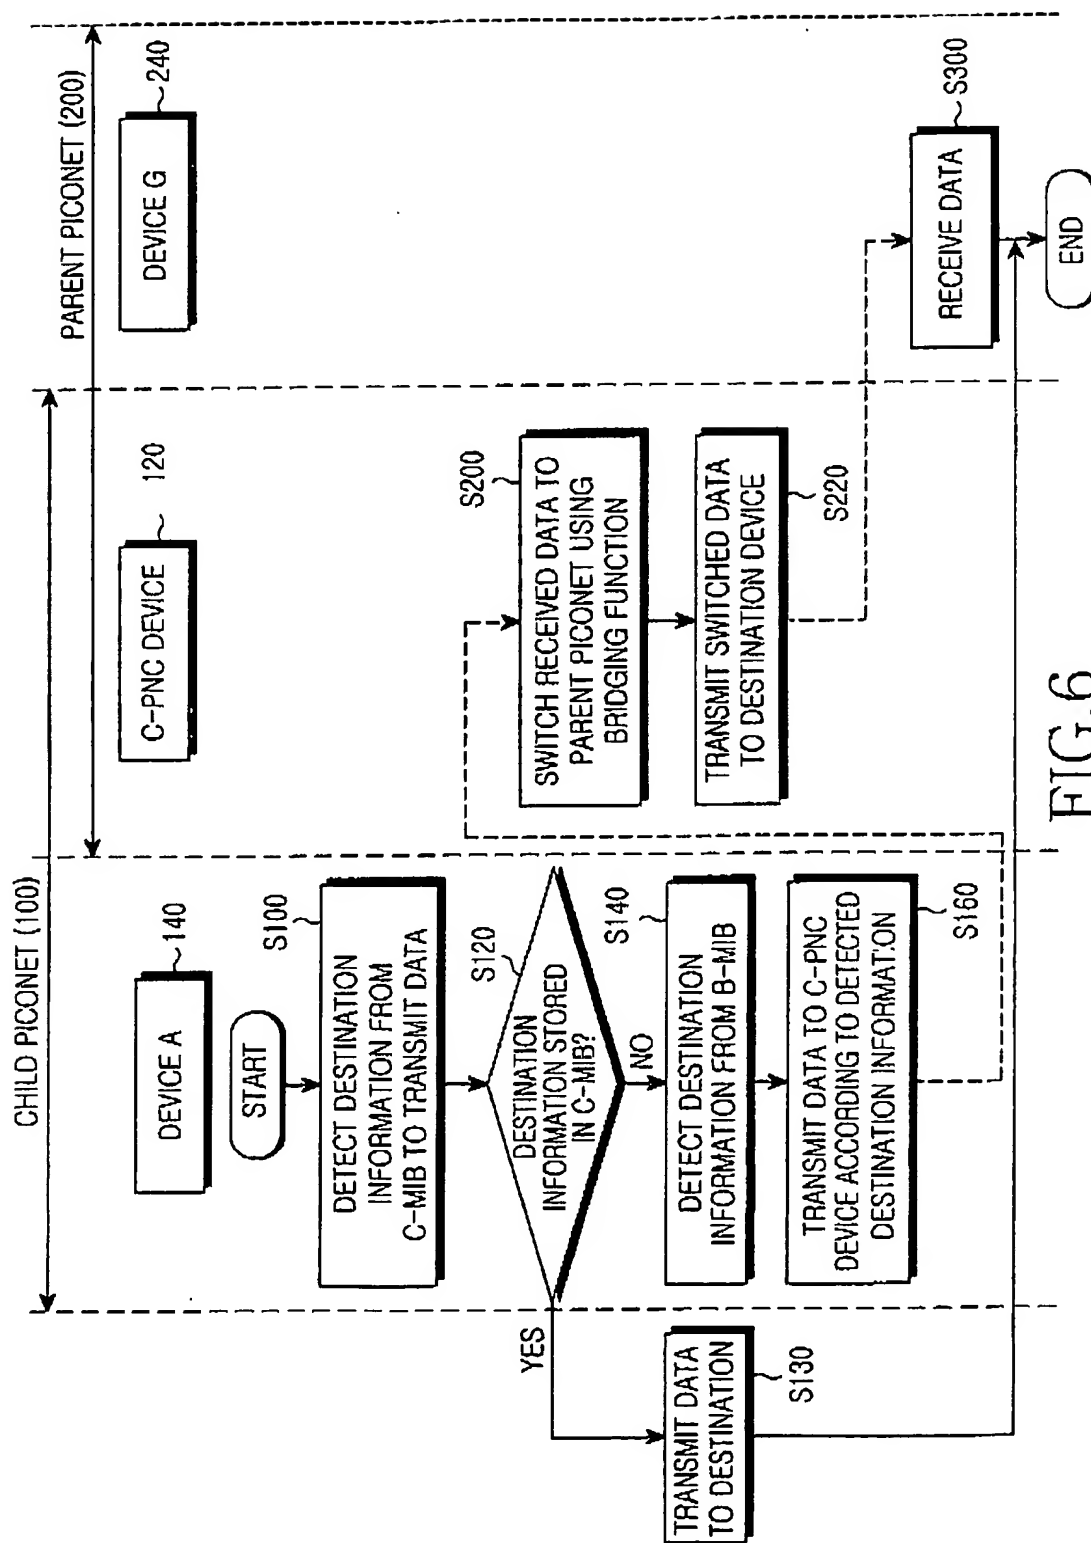 CHILD PICONET (100)
PARENT PICONET (200)
DEVICE A
140
C-PNC DEVICE
120
DEVICE G
240
START
DETECT DESTINATION
INFORMATION FROM
C-MIB TO TRANSMIT DATA
S100
DESTINATION
INFORMATION STORED
IN C-MIB?
S120
YES
NO
TRANSMIT DATA
TO DESTINATION
S130
DETECT DESTINATION
INFORMATION FROM B-MIB
S140
TRANSMIT DATA TO C-PNC
DEVICE ACCORDING TO DETECTED
DESTINATION INFORMATION
S160
SWITCH RECEIVED DATA TO
PARENT PICONET USING
BRIDGING FUNCTION
S200
TRANSMIT SWITCHED DATA
TO DESTINATION DEVICE
S220
RECEIVE DATA
S300
END
FIG.6